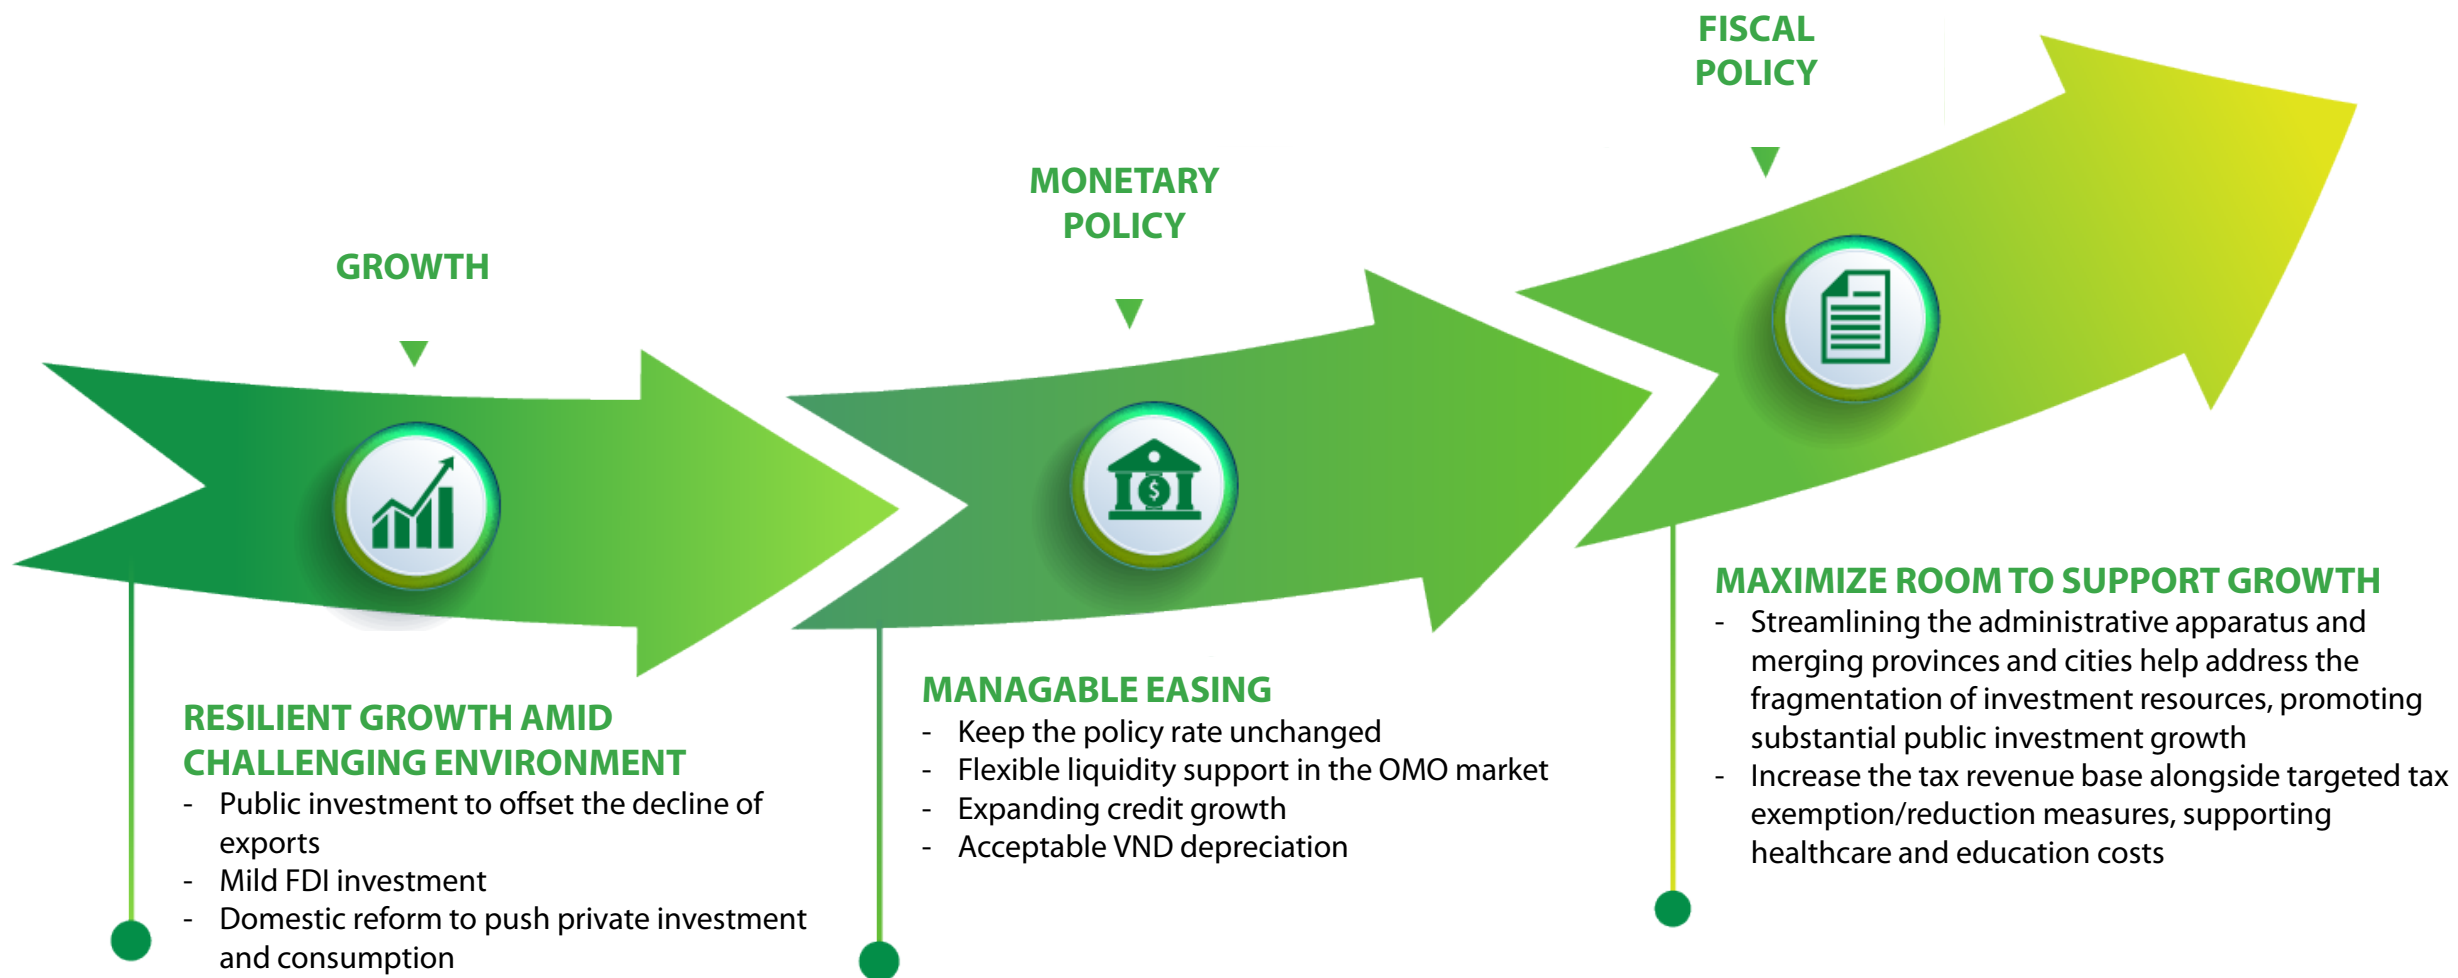 GROWTH
RESILIENT GROWTH AMID
CHALLENGING ENVIRONMENT
- Public investment to offset the decline of
exports
- Mild FDI investment
- Domestic reform to push private investment
and consumption
MONETARY
POLICY
$
MANAGABLE EASING
- Keep the policy rate unchanged
- Flexible liquidity support in the OMO market
- Expanding credit growth
- Acceptable VND depreciation
FISCAL
POLICY
MAXIMIZE ROOM TO SUPPORT GROWTH
- Streamlining the administrative apparatus and
merging provinces and cities help address the
fragmentation of investment resources, promoting
substantial public investment growth
- Increase the tax revenue base alongside targeted tax
exemption/reduction measures, supporting
healthcare and education costs